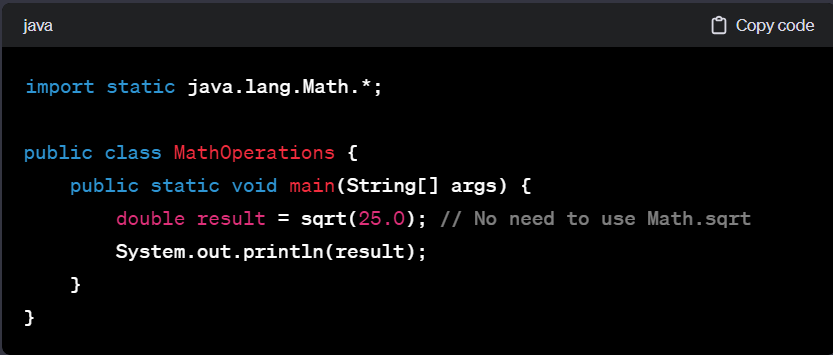 java
Copy code
import static java.lang.Math.*;
public class MathOperations {
public static void main(String[] args) {
double result = sqrt(25.0); // No need to use Math.sqrt
System.out.println(result);
}
}